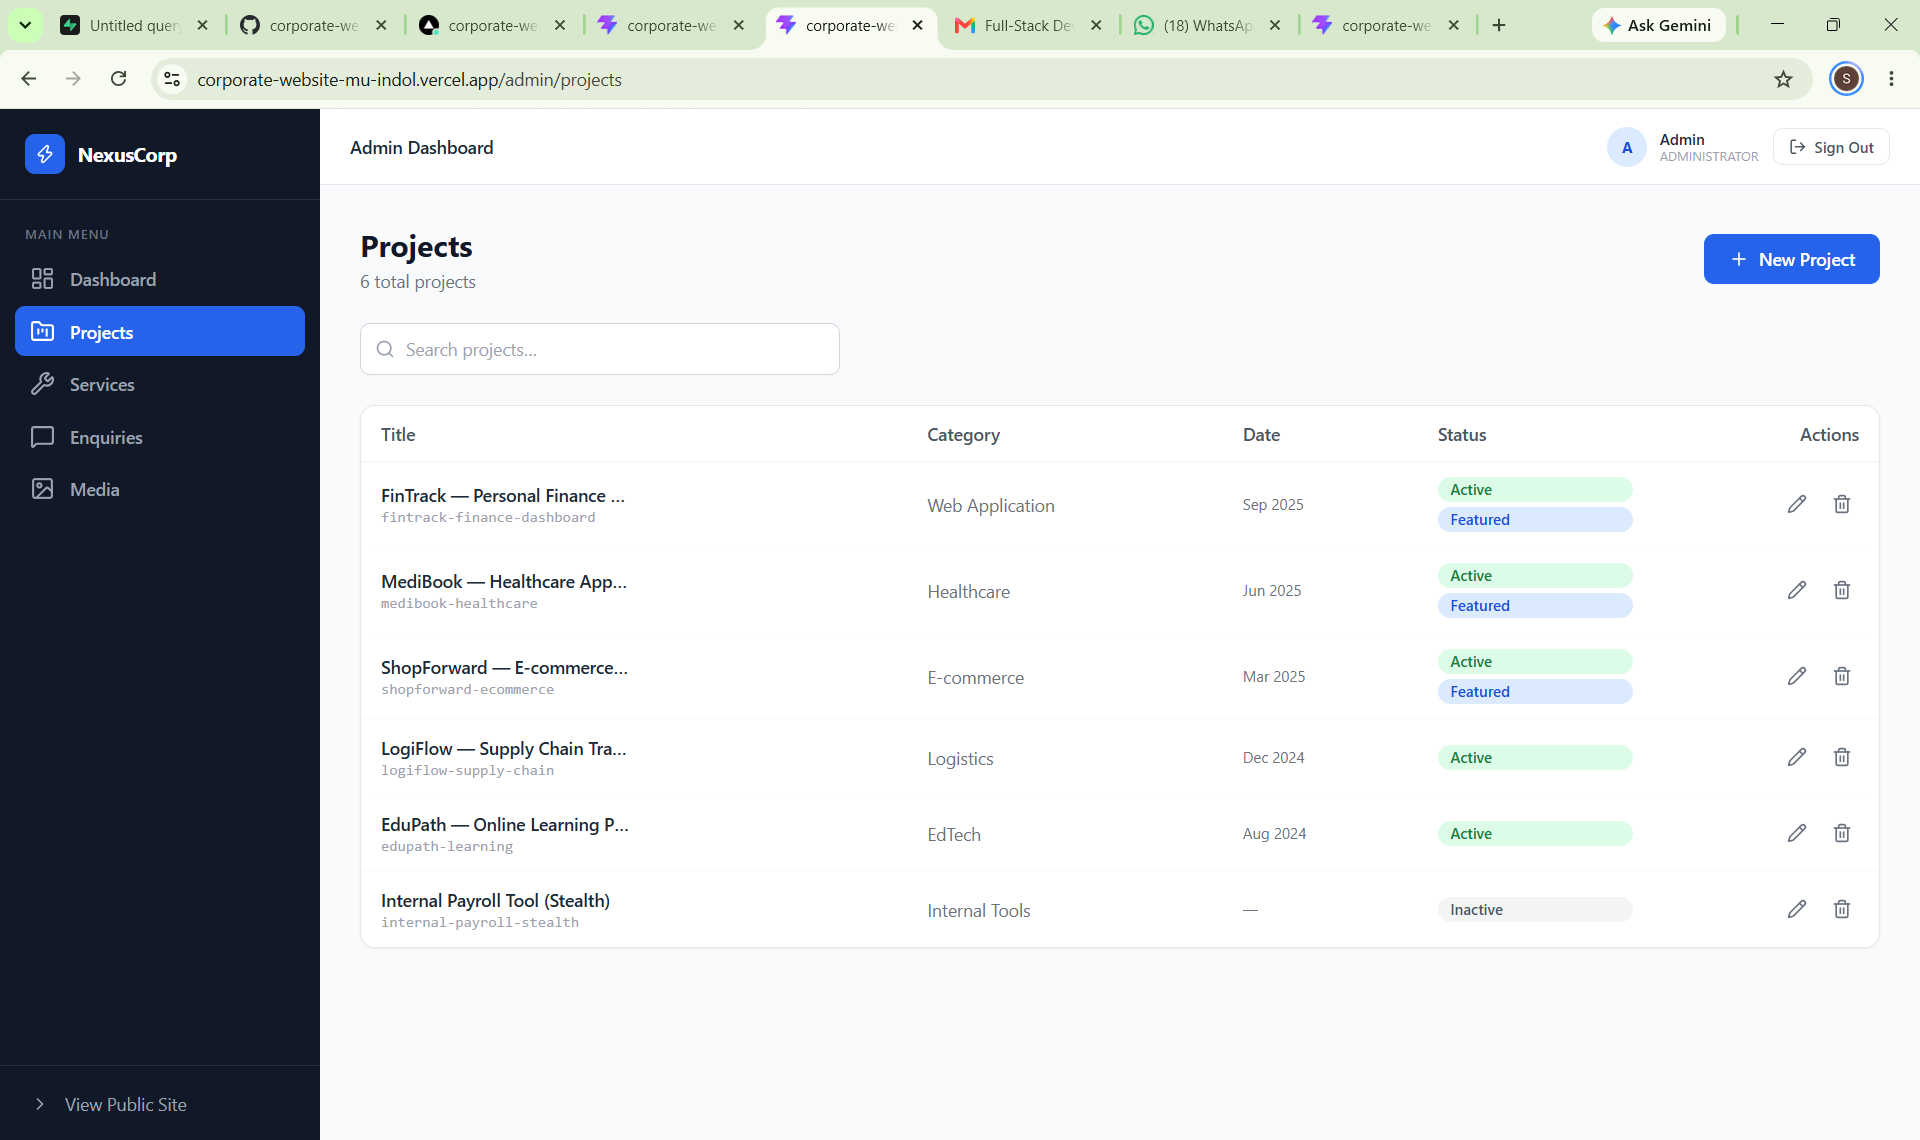 Untitled query
corporate-we
corporate-we
corporate-we
corporate-we
Full-Stack De
(18) WhatsAp
corporate-we
Ask Gemini
corporate-website-mu-indol.vercel.app/admin/projects
S
NexusCorp
Admin Dashboard
A
Admin
ADMINISTRATOR
Sign Out
MAIN MENU
Dashboard
Projects
Services
Enquiries
Media
View Public Site
Projects
6 total projects
New Project
Search projects...
Title Category Date Status Actions
FinTrack — Personal Finance ...
fintrack-finance-dashboard
Web Application
Sep 2025
Active
Featured
MediBook — Healthcare App...
medibook-healthcare
Healthcare
Jun 2025
Active
Featured
ShopForward — E-commerce...
shopforward-ecommerce
E-commerce
Mar 2025
Active
Featured
LogiFlow — Supply Chain Tra...
logiflow-supply-chain
Logistics
Dec 2024
Active
EduPath — Online Learning P...
edupath-learning
EdTech
Aug 2024
Active
Internal Payroll Tool (Stealth)
internal-payroll-stealth
Internal Tools
—
Inactive